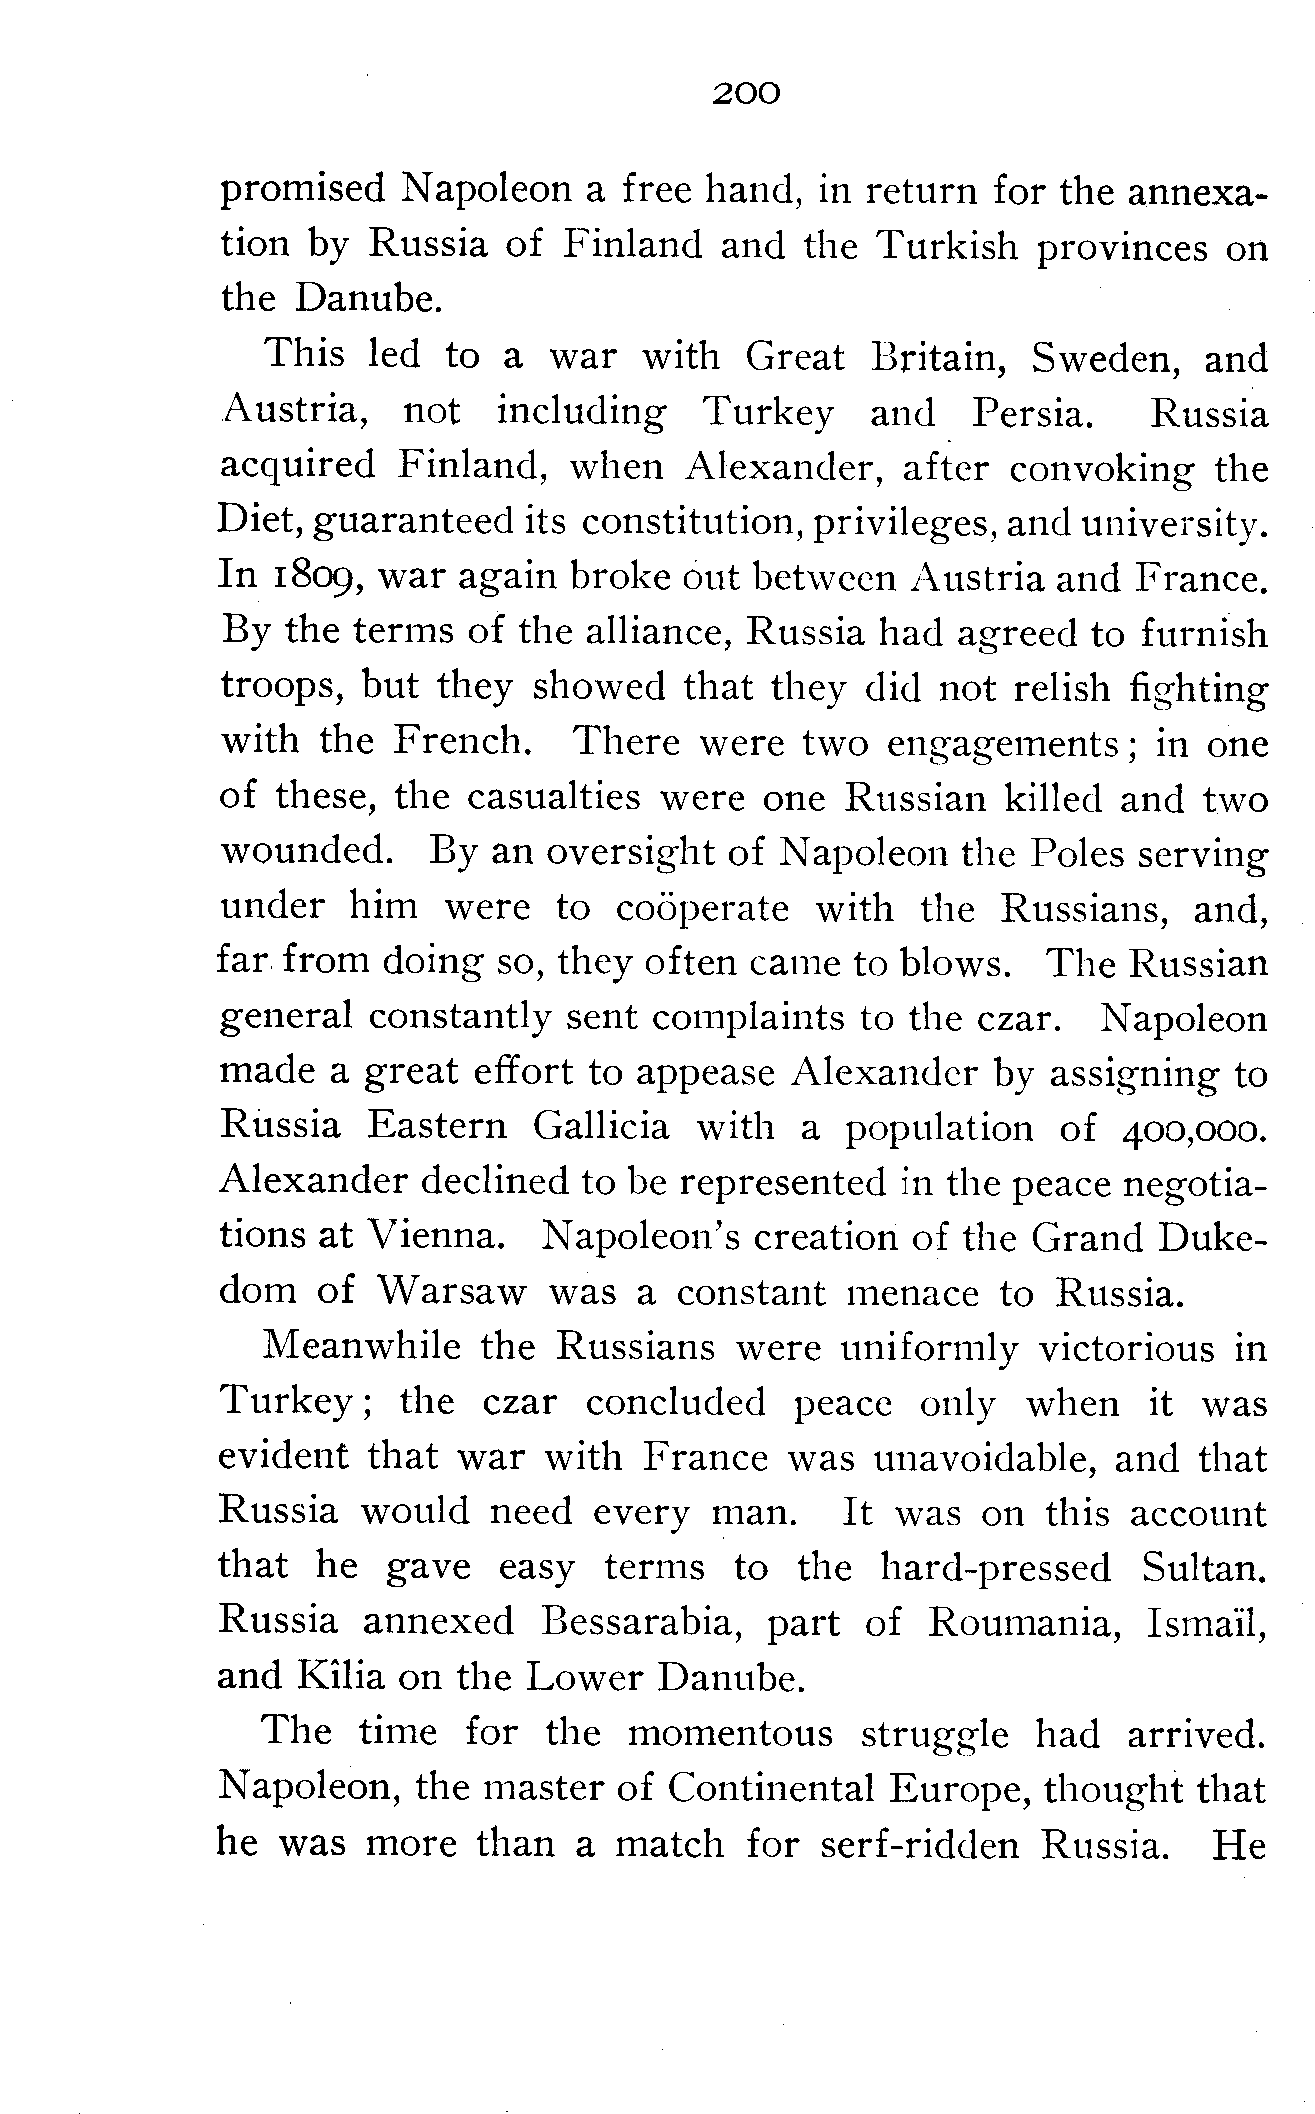 200
promised Napoleon a free hand, in return for the annexa-
tion by Russia of Finland and the Turkish provinces on
the Danube.
This led to a war with Great Britain, Sweden, and
Austria, not including Turkey and Persia. Russia
acquired Finland, when Alexander, after convoking the
Diet, guaranteed its constitution, privileges, and university.
In 1809, war again broke out between Austria and France.
By the terms of the alliance, Russia had agreed to furnish
troops, but they showed that they did not relish fighting
with the French. There were two engagements; in one
of these, the casualties were one Russian killed and two
wounded. By an oversight of Napoleon the Poles serving
under him were to coöperate with the Russians, and,
far from doing so, they often came to blows. The Russian
general constantly sent complaints to the czar. Napoleon
made a great effort to appease Alexander by assigning to
Russia Eastern Gallicia with a population of 400,000.
Alexander declined to be represented in the peace negotia-
tions at Vienna. Napoleon's creation of the Grand Duke-
dom of Warsaw was a constant menace to Russia.
Meanwhile the Russians were uniformly victorious in
Turkey; the czar concluded peace only when it was
evident that war with France was unavoidable, and that
Russia would need every man. It was on this account
that he gave easy terms to the hard-pressed Sultan.
Russia annexed Bessarabia, part of Roumania, Ismaïl,
and Kîlia on the Lower Danube.
The time for the momentous struggle had arrived.
Napoleon, the master of Continental Europe, thought that
he was more than a match for serf-ridden Russia. He